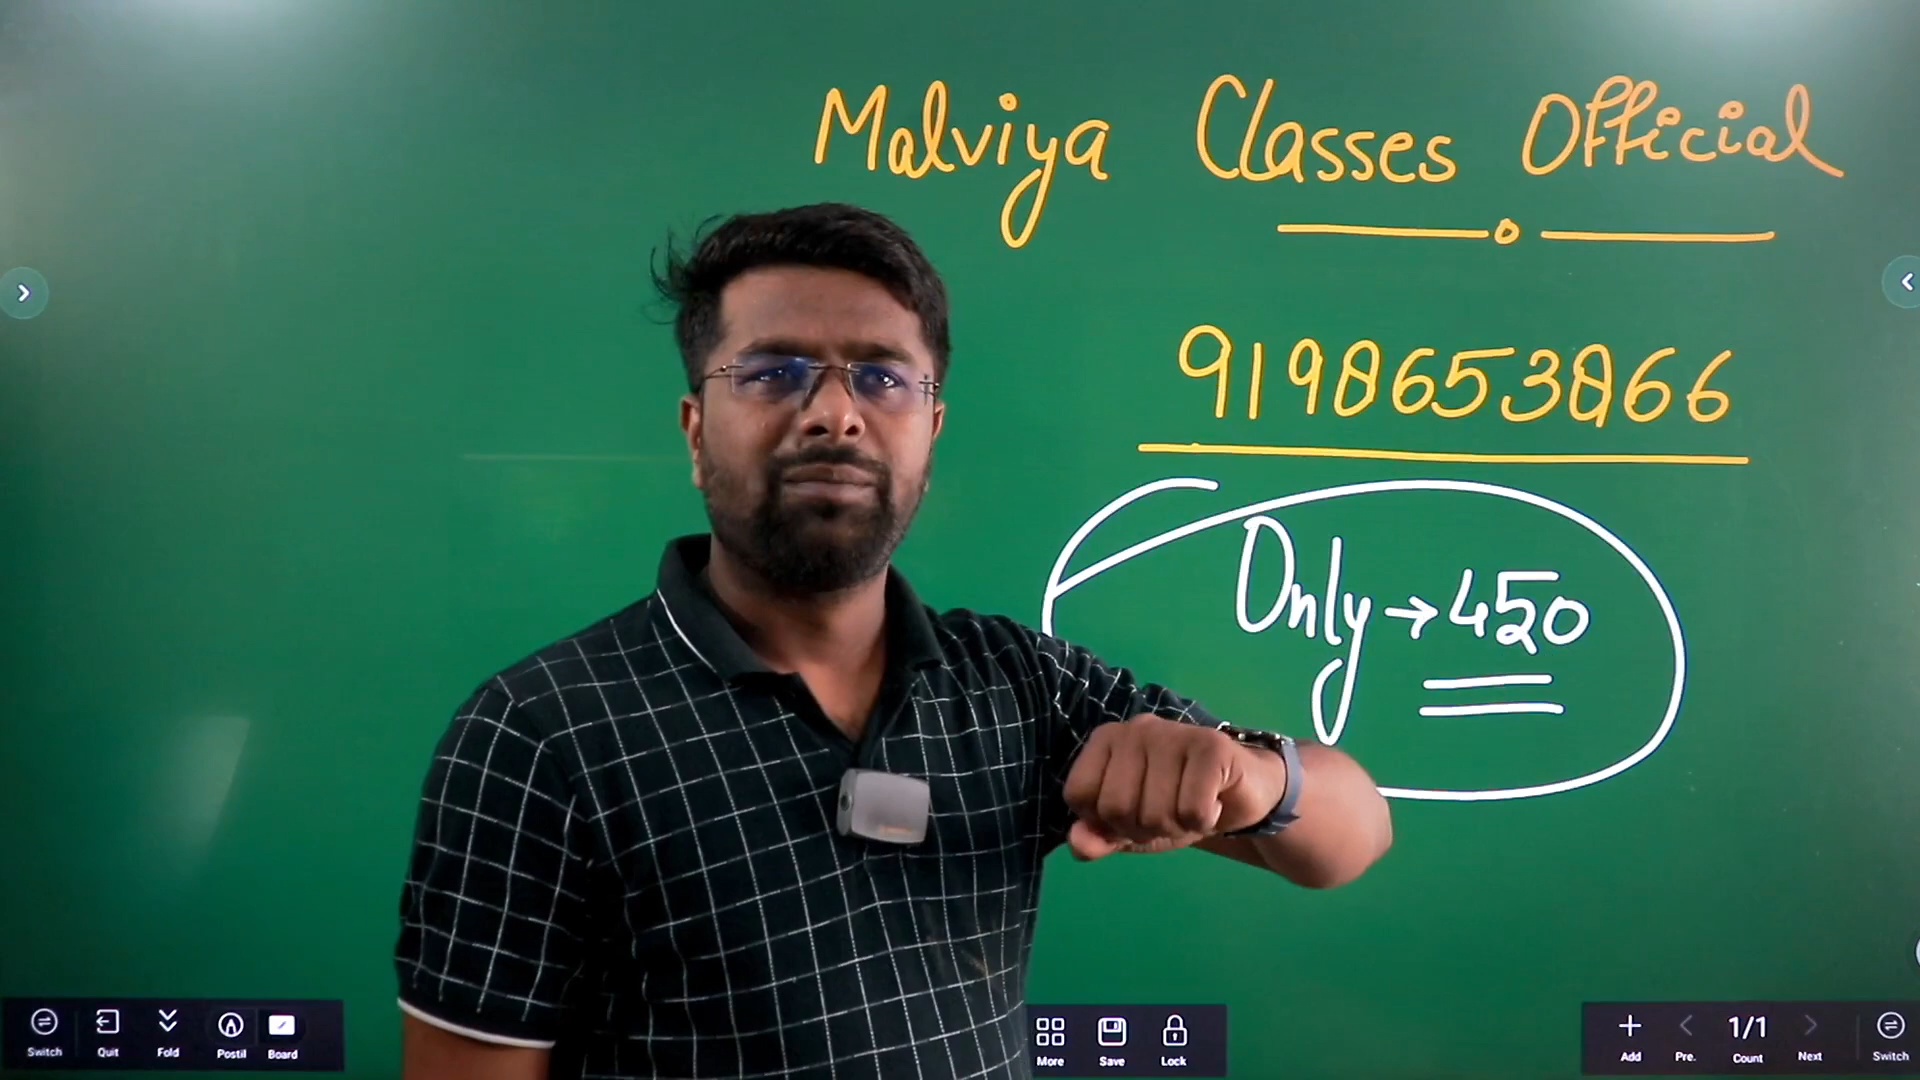 Malviya Classes Official
9198653866
Only → 450
Switch Quit Fold Postil Board More Save Lock Add Pre. 1/1 Count Next Switch